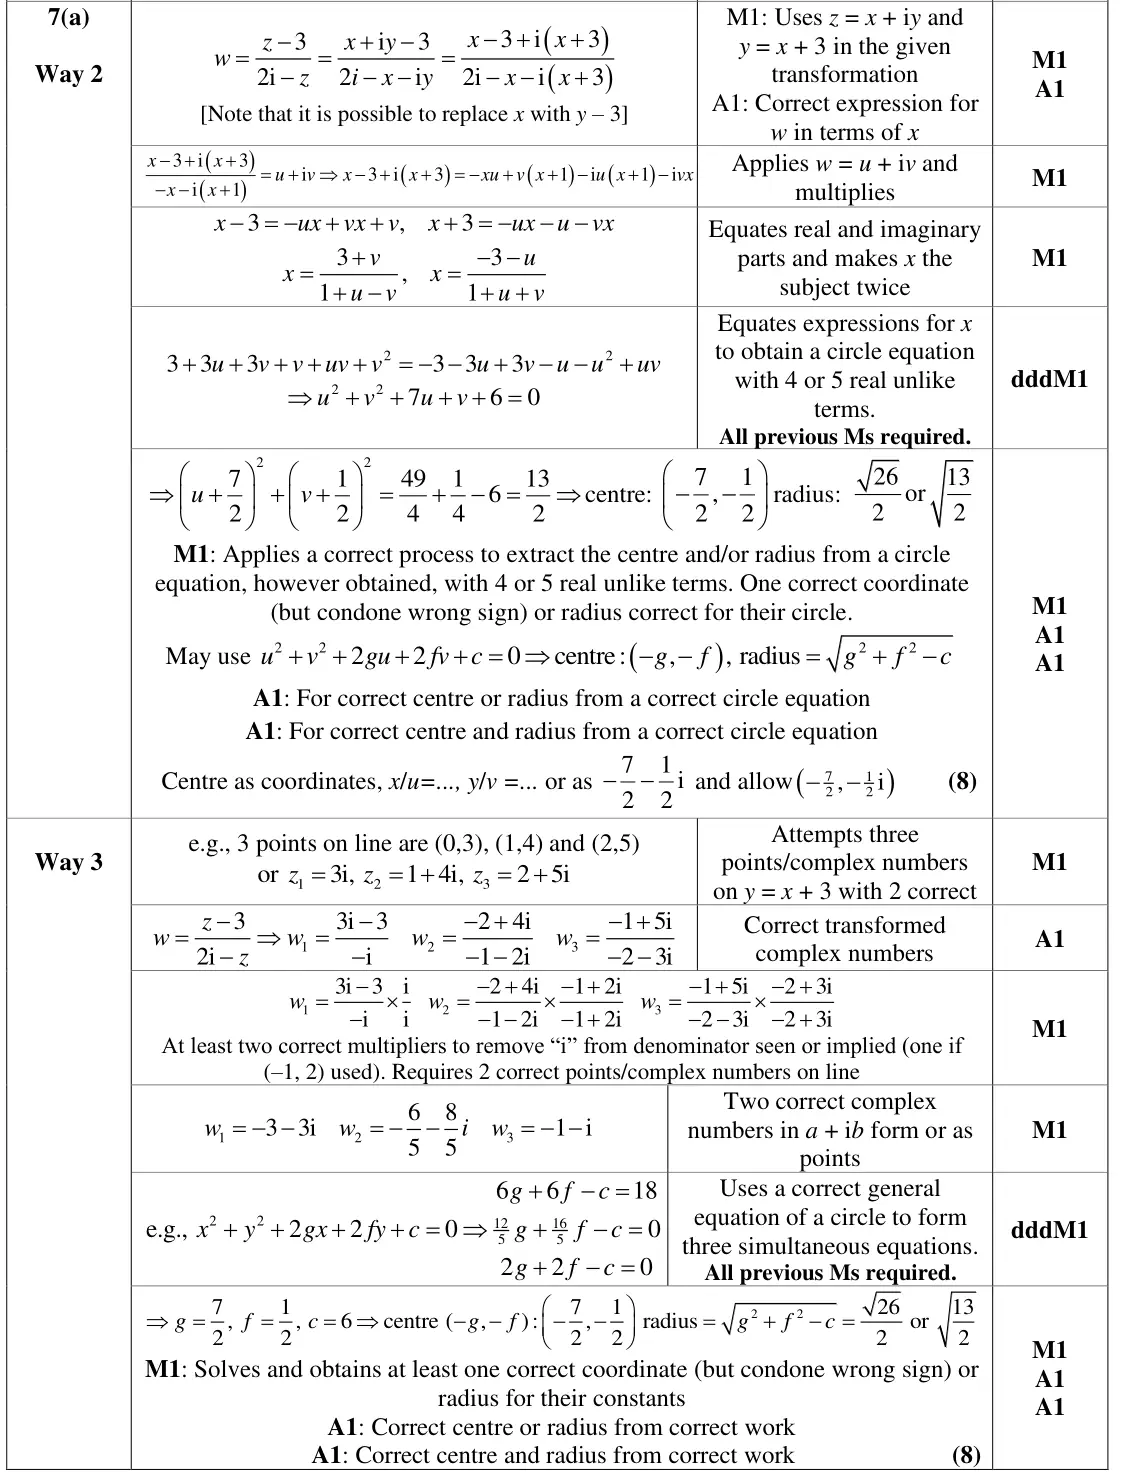 7(a)
Way 2
w = (z − 3)/(2i − z) = (x + iy − 3)/(2i − x − iy) = (x − 3 + i(x + 3))/(2i − x − i(x + 3))
[Note that it is possible to replace x with y – 3]
M1: Uses z = x + iy and
y = x + 3 in the given
transformation
A1: Correct expression for
w in terms of x
M1
A1
(x − 3 + i(x + 3))/(−x − i(x + 1)) = u + iv ⇒ x − 3 + i(x + 3) = −xu + v(x + 1) − iu(x + 1) − ivx
Applies w = u + iv and
multiplies
M1
x − 3 = −ux + vx + v, x + 3 = −ux − u − vx
x = (3 + v)/(1 + u − v), x = (−3 − u)/(1 + u + v)
Equates real and imaginary
parts and makes x the
subject twice
M1
3 + 3u + 3v + v + uv + v² = −3 − 3u + 3v − u − u² + uv
⇒ u² + v² + 7u + v + 6 = 0
Equates expressions for x
to obtain a circle equation
with 4 or 5 real unlike
terms.
All previous Ms required.
dddM1
⇒ (u + 7/2)² + (v + 1/2)² = 49/4 + 1/4 − 6 = 13/2 ⇒ centre: (−7/2, −1/2) radius: √26/2 or √(13/2)
M1: Applies a correct process to extract the centre and/or radius from a circle
equation, however obtained, with 4 or 5 real unlike terms. One correct coordinate
(but condone wrong sign) or radius correct for their circle.
May use u² + v² + 2gu + 2fv + c = 0 ⇒ centre: (−g, −f), radius = √(g² + f² − c)
A1: For correct centre or radius from a correct circle equation
A1: For correct centre and radius from a correct circle equation
Centre as coordinates, x/u=..., y/v =... or as −7/2 − 1/2 i and allow (−7/2, −1/2 i) (8)
M1
A1
A1
Way 3
e.g., 3 points on line are (0,3), (1,4) and (2,5)
or z₁ = 3i, z₂ = 1 + 4i, z₃ = 2 + 5i
Attempts three
points/complex numbers
on y = x + 3 with 2 correct
M1
w = (z − 3)/(2i − z) ⇒ w₁ = (3i − 3)/(−i) w₂ = (−2 + 4i)/(−1 − 2i) w₃ = (−1 + 5i)/(−2 − 3i)
Correct transformed
complex numbers
A1
w₁ = (3i − 3)/(−i) × i/i w₂ = (−2 + 4i)/(−1 − 2i) × (−1 + 2i)/(−1 + 2i) w₃ = (−1 + 5i)/(−2 − 3i) × (−2 + 3i)/(−2 + 3i)
At least two correct multipliers to remove “i” from denominator seen or implied (one if
(–1, 2) used). Requires 2 correct points/complex numbers on line
M1
w₁ = −3 − 3i w₂ = −6/5 − 8/5 i w₃ = −1 − i
Two correct complex
numbers in a + ib form or as
points
M1
6g + 6f − c = 18
e.g., x² + y² + 2gx + 2fy + c = 0 ⇒ 12/5 g + 16/5 f − c = 0
2g + 2f − c = 0
Uses a correct general
equation of a circle to form
three simultaneous equations.
All previous Ms required.
dddM1
⇒ g = 7/2, f = 1/2, c = 6 ⇒ centre (−g, −f): (−7/2, −1/2) radius = √(g² + f² − c) = √26/2 or √(13/2)
M1: Solves and obtains at least one correct coordinate (but condone wrong sign) or
radius for their constants
A1: Correct centre or radius from correct work
A1: Correct centre and radius from correct work (8)
M1
A1
A1